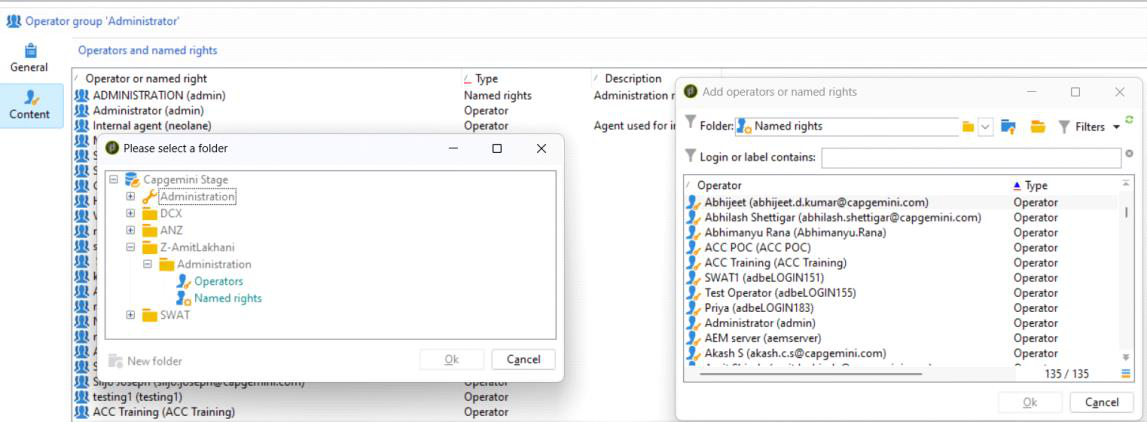 Operator group 'Administrator'
General
Content
Operators and named rights
Operator or named right
Type
Description
ADMINISTRATION (admin)
Named rights
Administration r
Administrator (admin)
Operator
Internal agent (neolane)
Operator
Agent used for i
Siljo Joseph (siljo.joseph@capgemini.com)
Operator
testing1 (testing1)
Operator
ACC Training (ACC Training)
Operator
Please select a folder
Capgemini Stage
Administration
DCX
ANZ
Z-AmitLakhani
Administration
Operators
Named rights
SWAT
New folder
Ok
Cancel
Add operators or named rights
Folder: Named rights
Filters
Login or label contains:
Operator
Type
Abhijeet (abhijeet.d.kumar@capgemini.com)
Operator
Abhilash Shettigar (abhilash.shettigar@capgemini.com)
Operator
Abhimanyu Rana (Abhimanyu.Rana)
Operator
ACC POC (ACC POC)
Operator
ACC Training (ACC Training)
Operator
SWAT1 (adbeLOGIN151)
Operator
Test Operator (adbeLOGIN155)
Operator
Priya (adbeLOGIN183)
Operator
Administrator (admin)
Operator
AEM server (aemserver)
Operator
Akash S (akash.c.s@capgemini.com)
Operator
135 / 135
Ok
Cancel